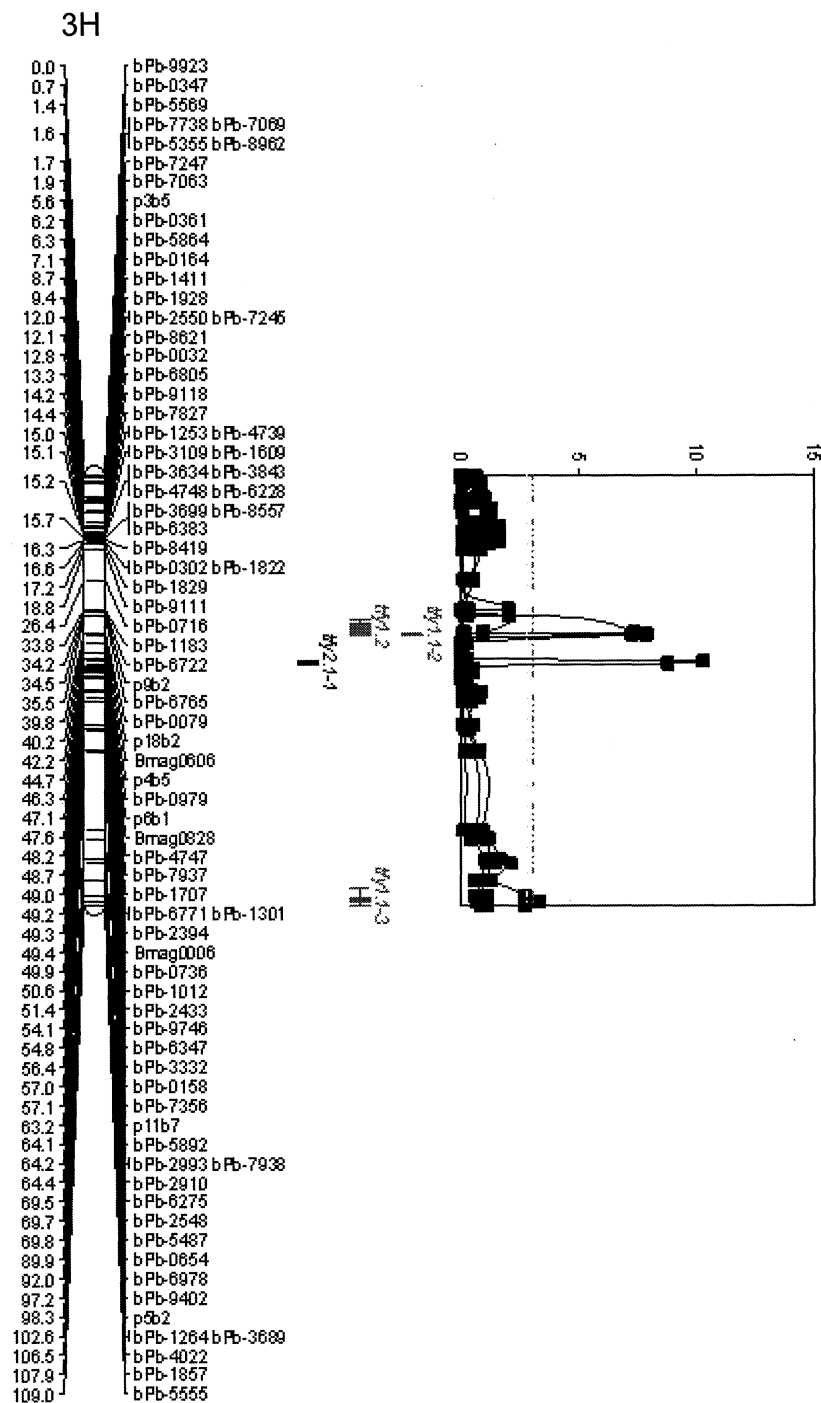 3H
0.0 bPb-9923
0.7 bPb-0347
1.4 bPb-5569
1.6 bPb-7738 bPb-7069
bPb-5355 bPb-8962
1.7 bPb-7247
1.9 bPb-7063
5.6 p3b5
6.2 bPb-0361
6.3 bPb-5864
7.1 bPb-0164
8.7 bPb-1411
9.4 bPb-1928
12.0 bPb-2550 bPb-7245
12.1 bPb-8621
12.8 bPb-0032
13.3 bPb-6805
14.2 bPb-9118
14.4 bPb-7827
15.0 bPb-1253 bPb-4739
15.1 bPb-3109 bPb-1609
15.2 bPb-3634 bPb-3843
bPb-4748 bPb-6228
15.7 bPb-3699 bPb-8557
bPb-6383
16.3 bPb-8419
16.6 bPb-0302 bPb-1822
17.2 bPb-1829
18.8 bPb-9111
26.4 bPb-0716
33.8 bPb-1183
34.2 bPb-6722
34.5 p9b2
35.5 bPb-6765
39.8 bPb-0079
40.2 p18b2
42.2 Bmag0606
44.7 p4b5
46.3 bPb-0979
47.1 p6b1
47.6 Bmag0828
48.2 bPb-4747
48.7 bPb-7937
49.0 bPb-1707
49.2 bPb-6771 bPb-1301
49.3 bPb-2394
49.4 Bmag0006
49.9 bPb-0736
50.6 bPb-1012
51.4 bPb-2433
54.1 bPb-9746
54.8 bPb-6347
56.4 bPb-3332
57.0 bPb-0158
57.1 bPb-7356
63.2 p11b7
64.1 bPb-5892
64.2 bPb-2993 bPb-7938
64.4 bPb-2910
69.5 bPb-6275
69.7 bPb-2548
69.8 bPb-5487
89.9 bPb-0654
92.0 bPb-6978
97.2 bPb-9402
98.3 p5b2
102.6 bPb-1264 bPb-3689
106.5 bPb-4022
107.9 bPb-1857
109.0 bPb-5555
tfy2.1-1
tfy1.2
tfy1.1-2
tfy1.1-3
0 5 10 15